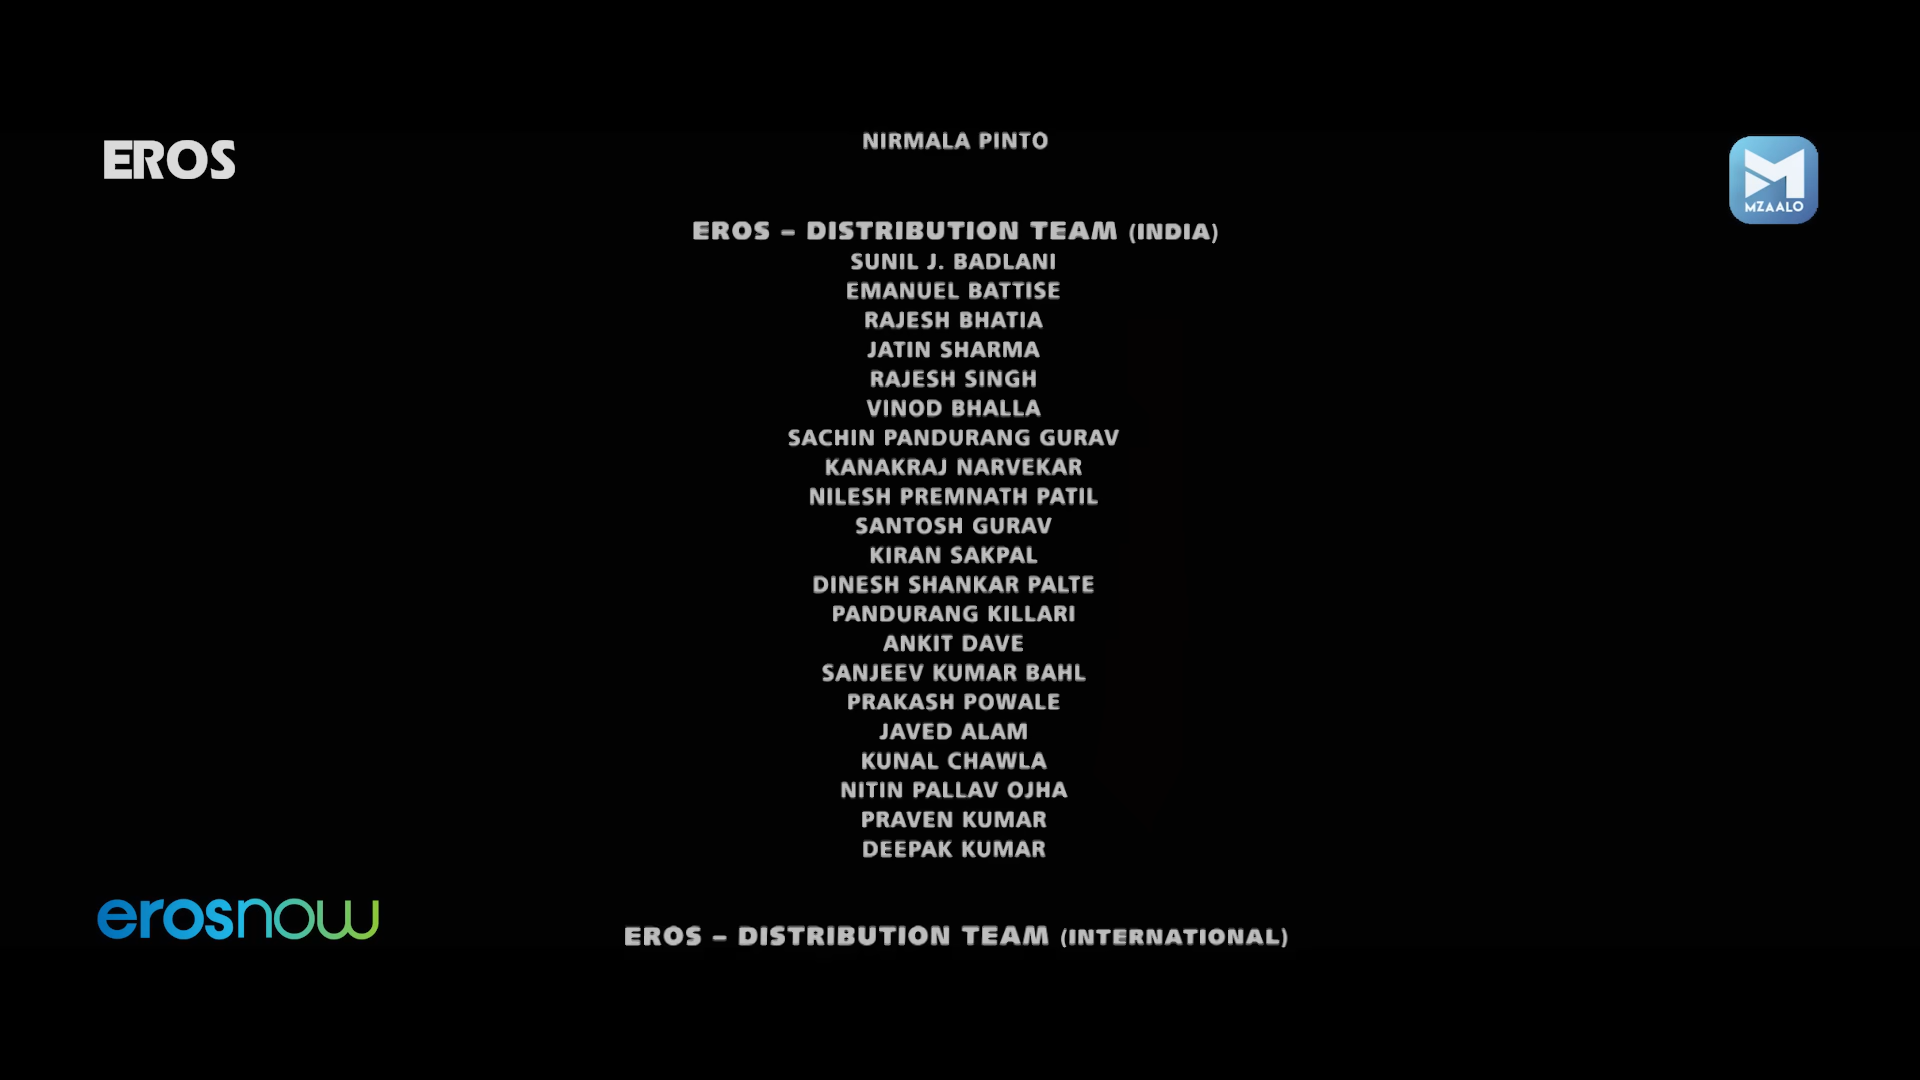 NIRMALA PINTO
EROS
MZAALO
EROS – DISTRIBUTION TEAM (INDIA)
SUNIL J. BADLANI
EMANUEL BATTISE
RAJESH BHATIA
JATIN SHARMA
RAJESH SINGH
VINOD BHALLA
SACHIN PANDURANG GURAV
KANAKRAJ NARVEKAR
NILESH PREMNATH PATIL
SANTOSH GURAV
KIRAN SAKPAL
DINESH SHANKAR PALTE
PANDURANG KILLARI
ANKIT DAVE
SANJEEV KUMAR BAHL
PRAKASH POWALE
JAVED ALAM
KUNAL CHAWLA
NITIN PALLAV OJHA
PRAVEN KUMAR
DEEPAK KUMAR
erosnow
EROS – DISTRIBUTION TEAM (INTERNATIONAL)